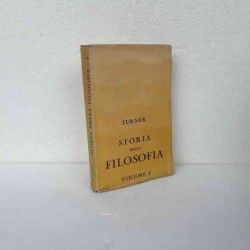 TURNER
STORIA
DELLA
FILOSOFIA
VOLUME I